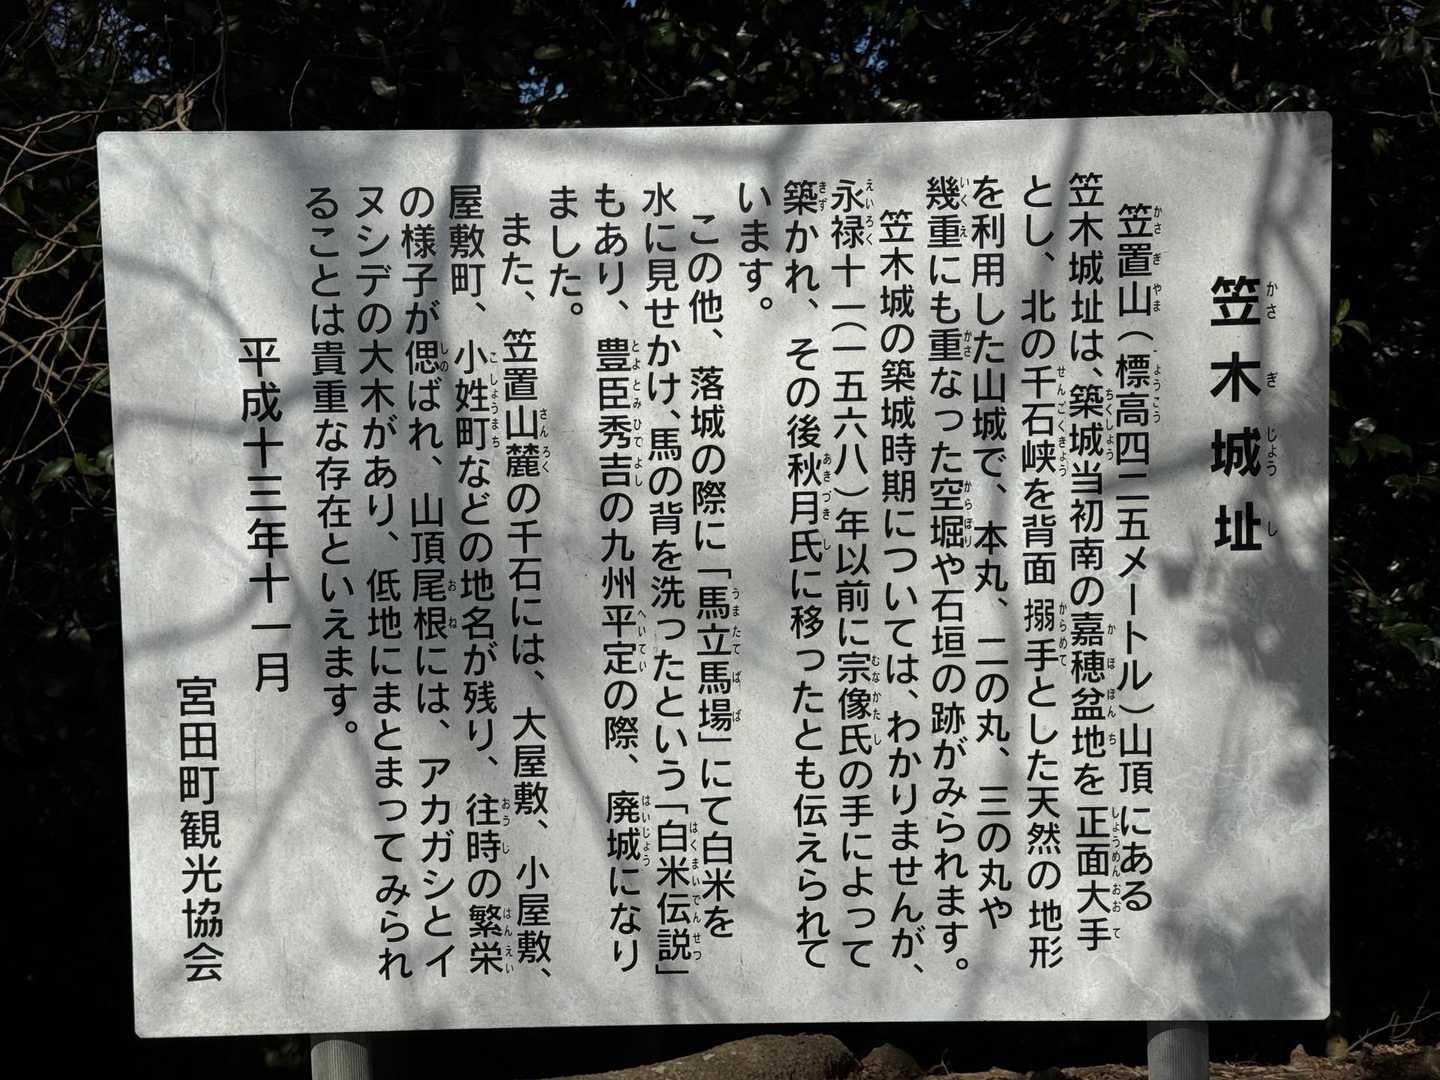 笠木城址
笠置山（標高四二五メートル）山頂にある
笠木城址は、築城当初南の嘉穂盆地を正面大手
とし、北の千石峡を背面搦手とした天然の地形
を利用した山城で、本丸、二の丸、三の丸や
幾重にも重なった空堀や石垣の跡がみられます。
笠木城の築城時期については、わかりませんが、
永禄十一（一五六八）年以前に宗像氏の手によって
築かれ、その後秋月氏に移ったとも伝えられて
います。
この他、落城の際に「馬立馬場」にて白米を
水に見せかけ、馬の背を洗ったという「白米伝説」
もあり、豊臣秀吉の九州平定の際、廃城になり
ました。
また、笠置山麓の千石には、大屋敷、小屋敷、
屋敷町、小姓町などの地名が残り、往時の繁栄
の様子が偲ばれ、山頂尾根には、アカガシとイ
ヌシデの大木があり、低地にまとまってみられ
ることは貴重な存在といえます。
平成十三年十一月
宮田町観光協会